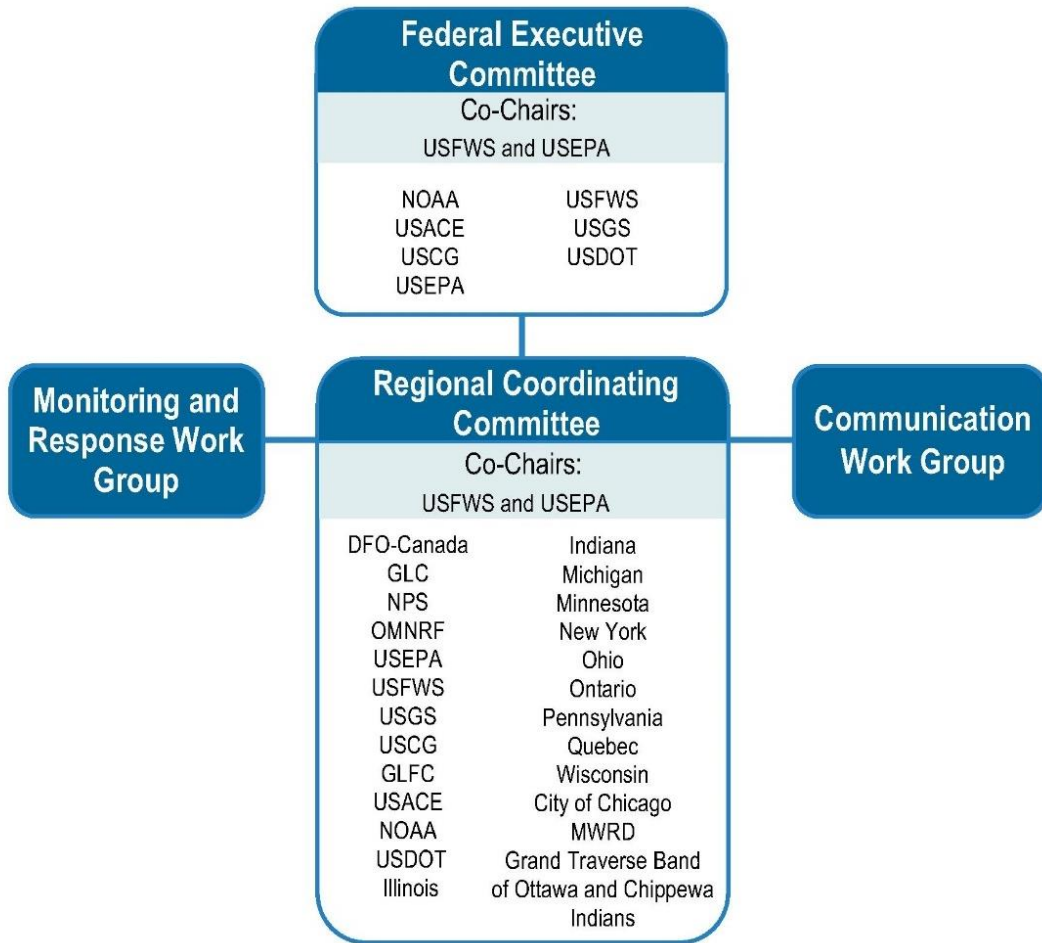 Federal Executive
Committee
Co-Chairs:
USFWS and USEPA
NOAA
USACE
USCG
USEPA
USFWS
USGS
USDOT
Monitoring and
Response Work
Group
Regional Coordinating
Committee
Co-Chairs:
USFWS and USEPA
DFO-Canada
GLC
NPS
OMNRF
USEPA
USFWS
USGS
USCG
GLFC
USACE
NOAA
USDOT
Illinois
Indiana
Michigan
Minnesota
New York
Ohio
Ontario
Pennsylvania
Quebec
Wisconsin
City of Chicago
MWRD
Grand Traverse Band
of Ottawa and Chippewa
Indians
Communication
Work Group